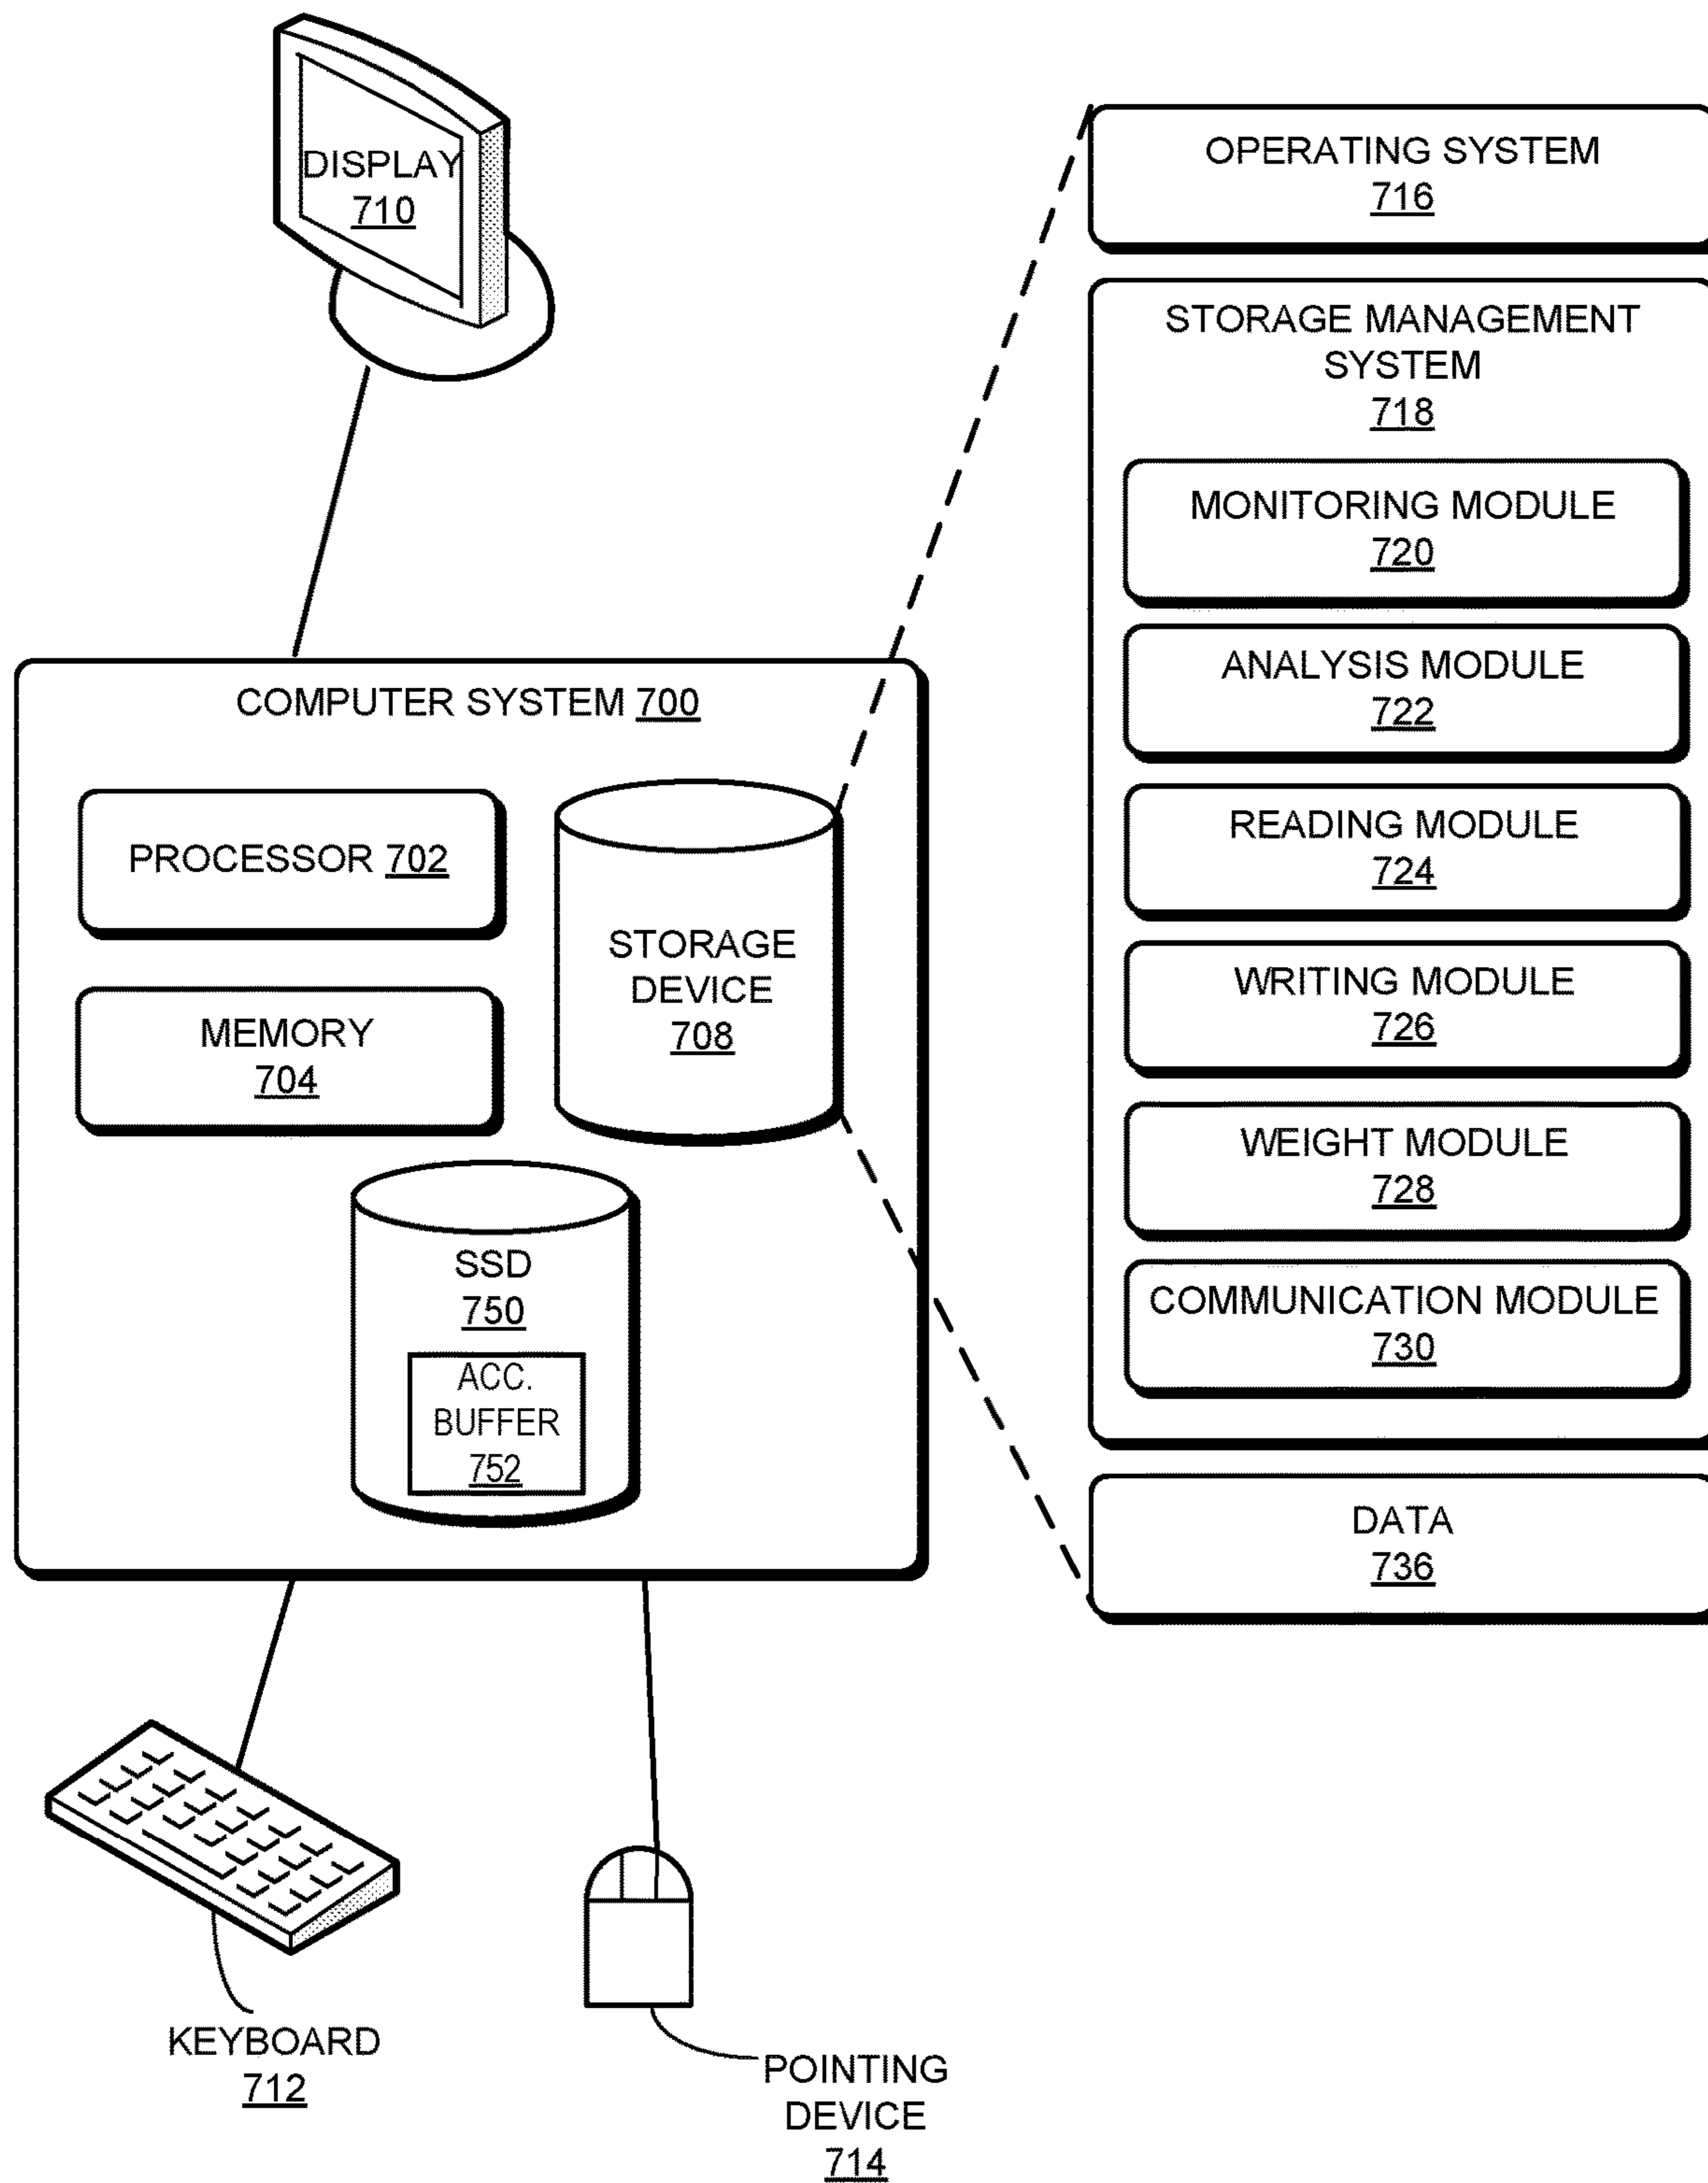 DISPLAY
710
COMPUTER SYSTEM 700
PROCESSOR 702
MEMORY
704
STORAGE
DEVICE
708
SSD
750
ACC.
BUFFER
752
KEYBOARD
712
POINTING
DEVICE
714
OPERATING SYSTEM
716
STORAGE MANAGEMENT
SYSTEM
718
MONITORING MODULE
720
ANALYSIS MODULE
722
READING MODULE
724
WRITING MODULE
726
WEIGHT MODULE
728
COMMUNICATION MODULE
730
DATA
736